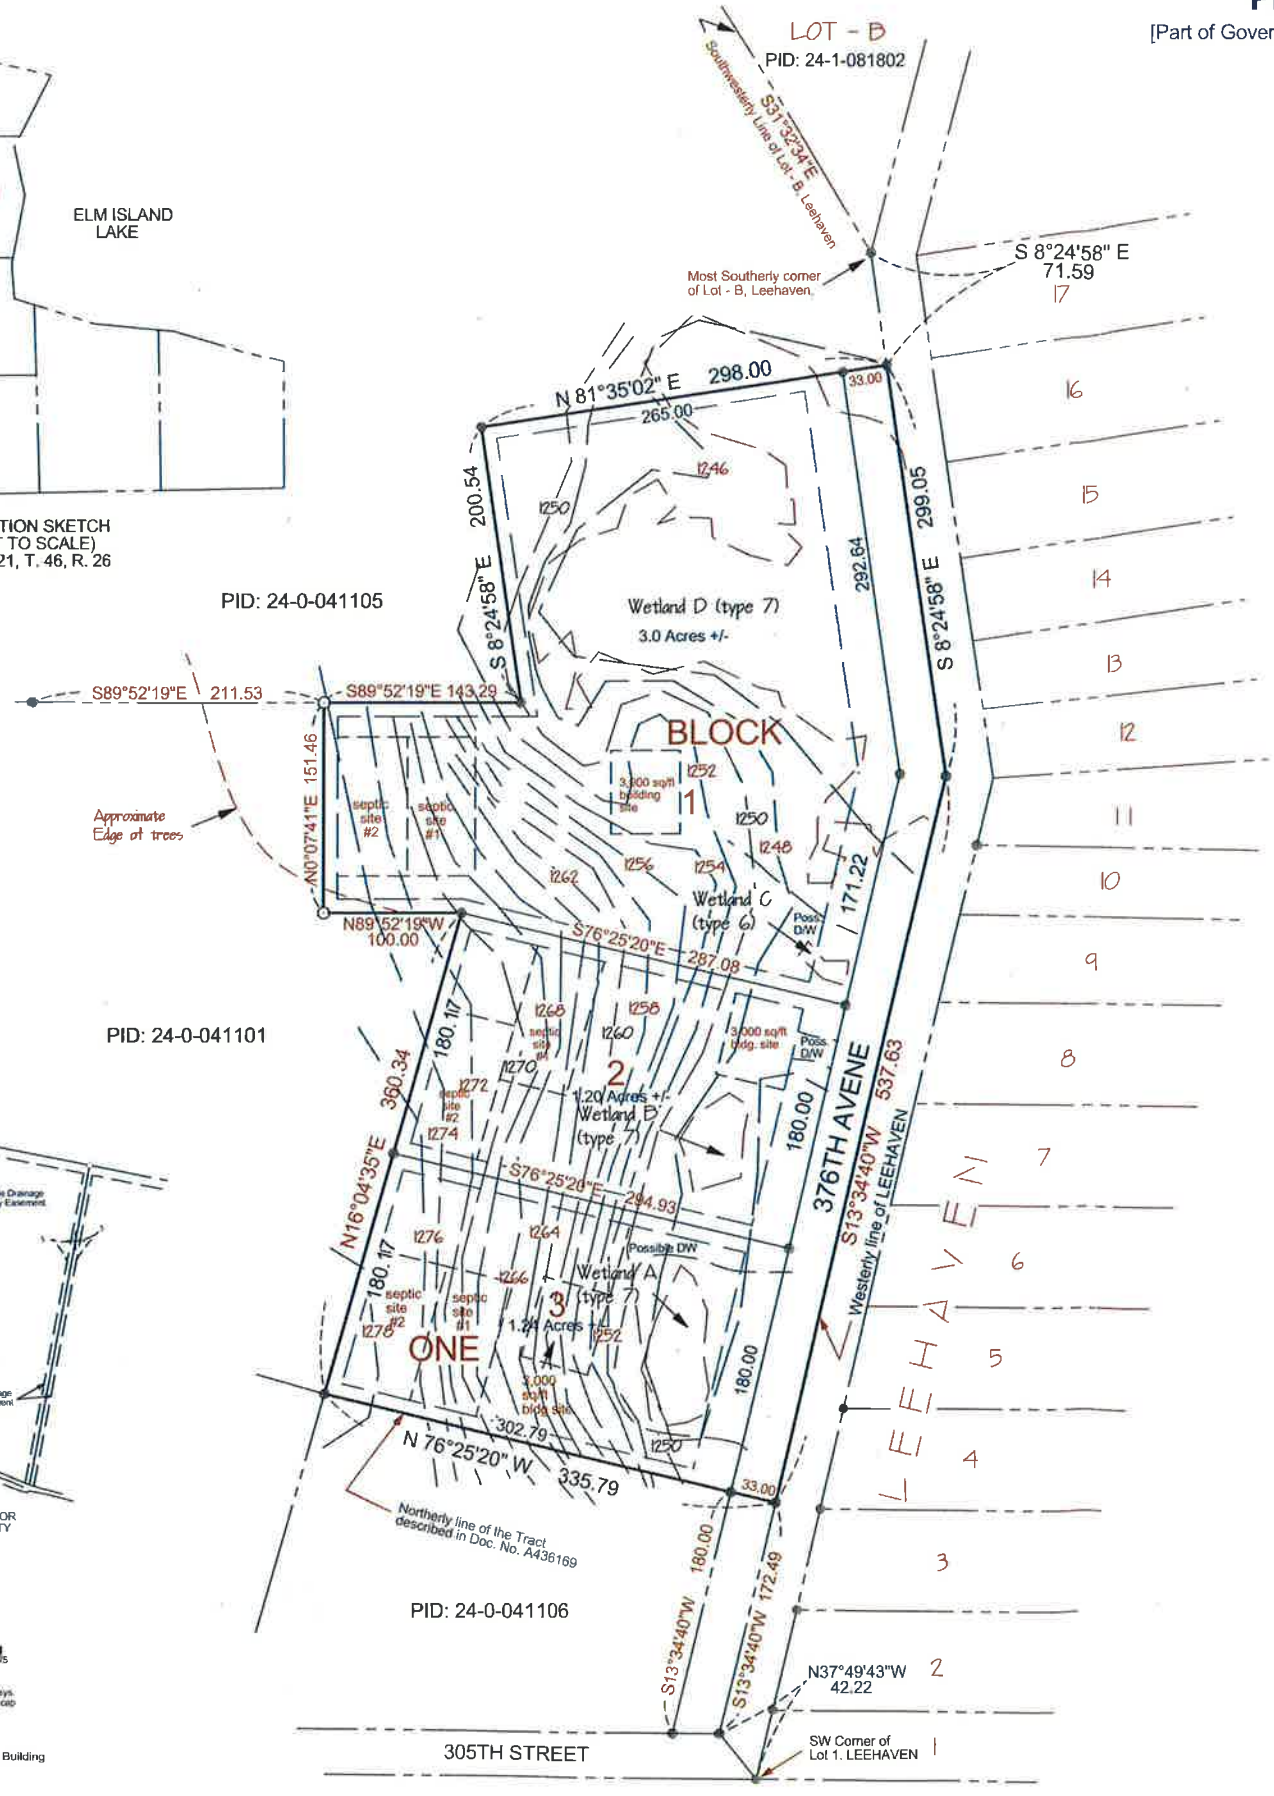 LOT - B
PID: 24-1-081802
[Part of Gover
S31°32'34"E
Southwesterly Line of Lot - B, Leehaven
ELM ISLAND
LAKE
Most Southerly corner
of Lot - B, Leehaven.
S 8°24'58" E
71.59
17
N 81°35'02" E 298.00
33.00
265.00
16
1246
15
S 8°24'58" E 200.54
1250
S 8°24'58" E 299.05
292.64
TION SKETCH
TO SCALE)
21, T. 46, R. 26
14
PID: 24-0-041105
Wetland D (type 7)
3.0 Acres +/-
13
S89°52'19"E 211.53
S89°52'19"E 143.29
12
BLOCK
1
N0°07'41"E 151.46
3,000 sq/ft
building
site
1252
septic
site
#2
septic
site
#1
Approximate
Edge of trees
1250
1248
11
1256
1254
1262
171.22
10
Wetland C
(type 6)
Poss.
D/W
N89°52'19"W
100.00
S76°25'20"E 287.08
9
PID: 24-0-041101
180.17
360.34
N16°04'35"E
1268
1258
septic
site
#1
1260
3,000 sq/ft
bldg. site
Poss.
D/W
1270
2
8
1272
septic
site
#2
1.20 Acres +/-
Wetland B
(type 7)
1274
180.00
376TH AVENE
S13°34'40"W 537.63
Westerly line of LEEHAVEN
LEEHAVEN
7
S76°25'20"E 294.93
e Drainage
y Easement
1276
1264
Possible DW
6
180.17
1266
Wetland A
(type 7)
septic
site
#2
septic
site
#1
3
1278
1.24 Acres +/-
1252
ONE
5
180.00
3,000
sq/ft
bldg site
302.79
1250
N 76°25'20" W 335.79
4
33.00
Northerly line of the Tract
described in Doc. No. A436169
OR
TY
3
S13°34'40"W 180.00
S13°34'40"W 172.49
PID: 24-0-041106
N37°49'43"W
42.22
2
305TH STREET
SW Corner of
Lot 1. LEEHAVEN
1
Building